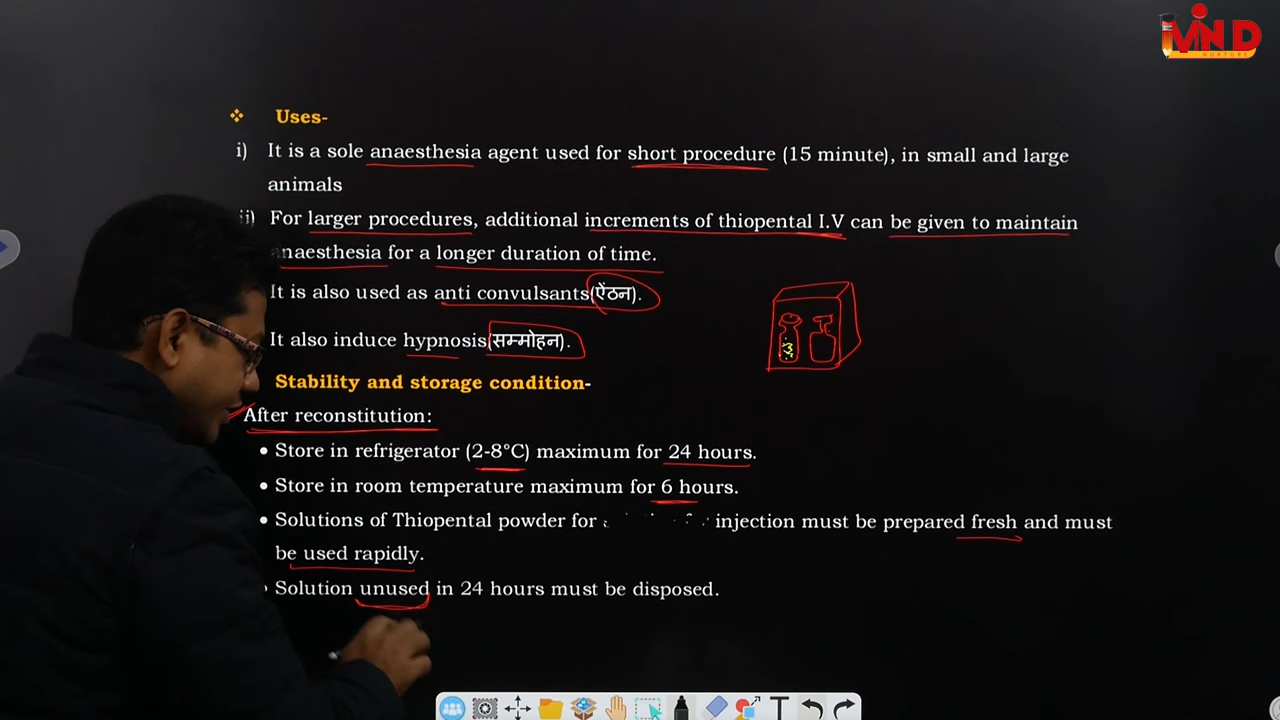 MIND
NURTURE
❖ Uses-
i) It is a sole anaesthesia agent used for short procedure (15 minute), in small and large
animals
ii) For larger procedures, additional increments of thiopental I.V can be given to maintain
anaesthesia for a longer duration of time.
It is also used as anti convulsants(ऐंठन).
It also induce hypnosis(सम्मोहन).
3
Stability and storage condition-
After reconstitution:
• Store in refrigerator (2-8°C) maximum for 24 hours.
• Store in room temperature maximum for 6 hours.
• Solutions of Thiopental powder for injection must be prepared fresh and must
be used rapidly.
Solution unused in 24 hours must be disposed.
T